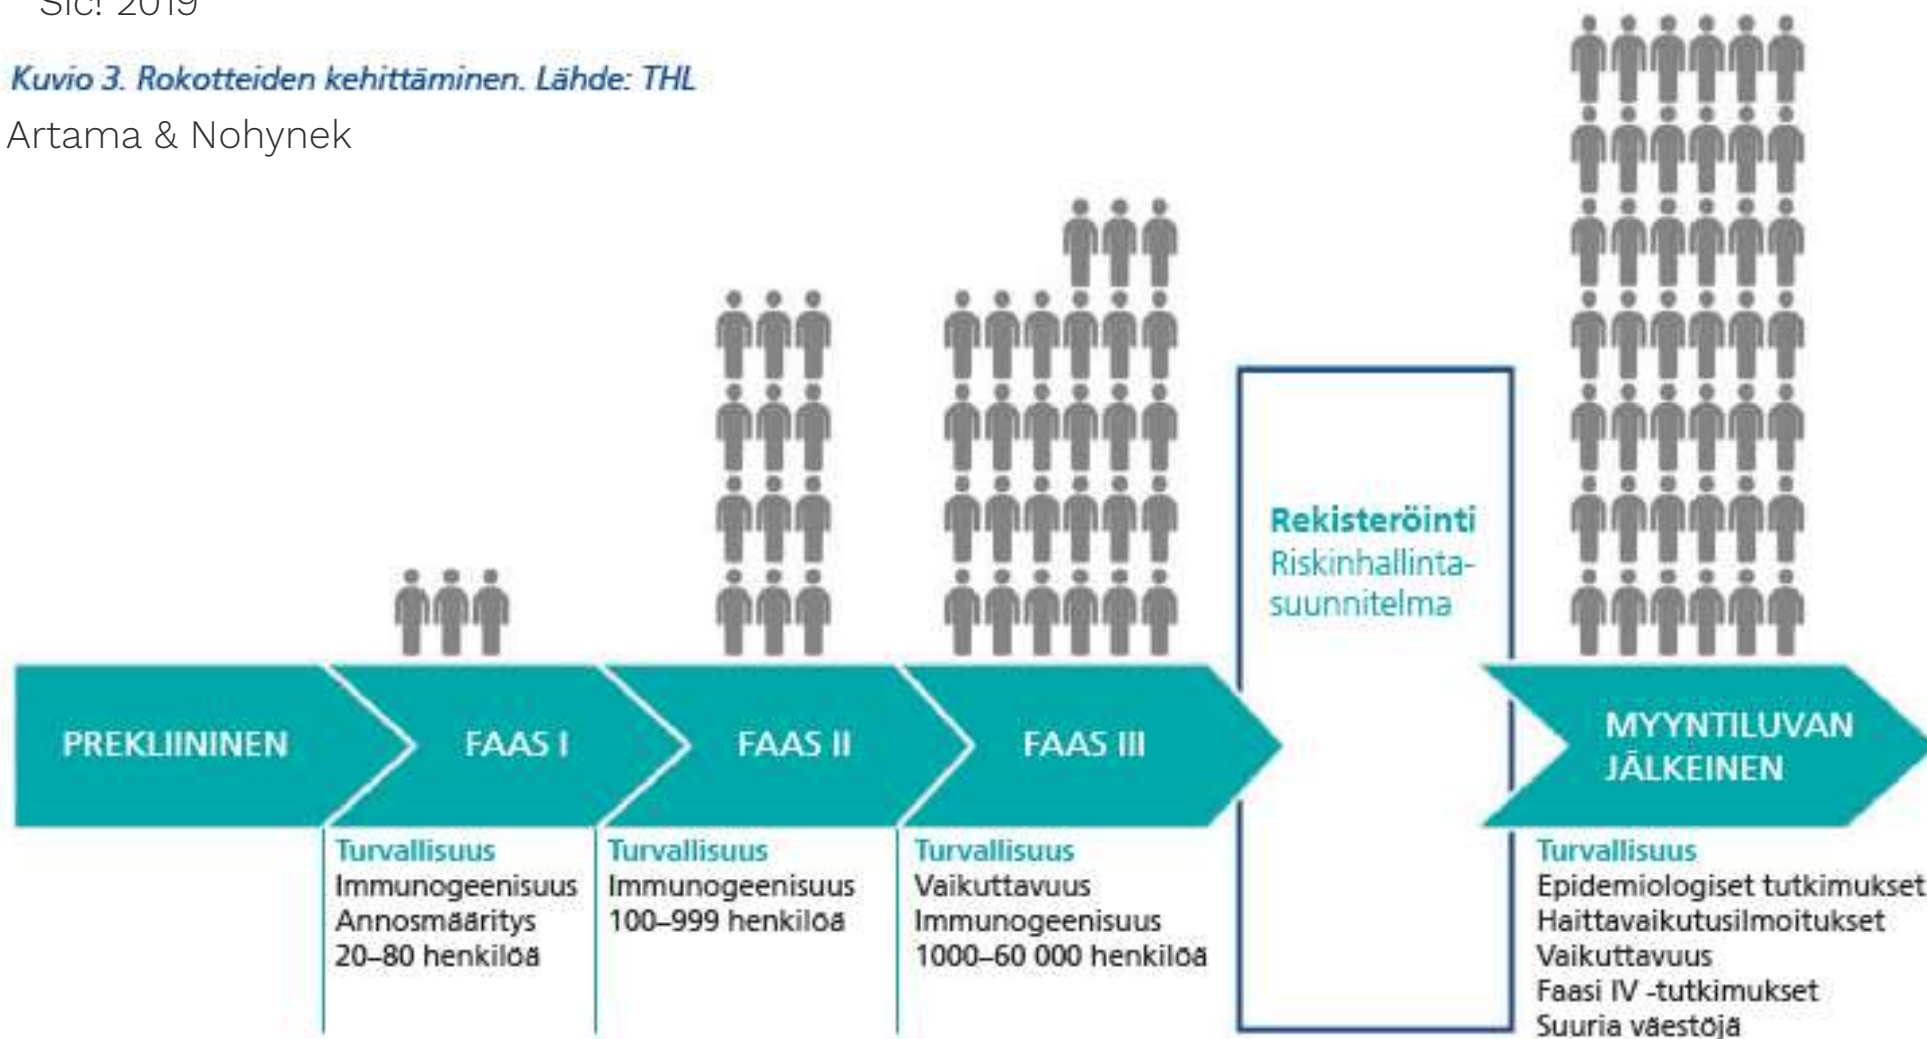 Sic! 2019
Kuvio 3. Rokotteiden kehittäminen. Lähde: THL
Artama & Nohynek
Rekisteröinti
Riskinhallinta-
suunnitelma
PREKLIININEN
FAAS I
FAAS II
FAAS III
MYYNTILUVAN
JÄLKEINEN
Turvallisuus
Immunogeenisuus
Annosmääritys
20–80 henkilöä
Turvallisuus
Immunogeenisuus
100–999 henkilöä
Turvallisuus
Vaikuttavuus
Immunogeenisuus
1000–60 000 henkilöä
Turvallisuus
Epidemiologiset tutkimukset
Haittavaikutusilmoitukset
Vaikuttavuus
Faasi IV -tutkimukset
Suuria väestöjä